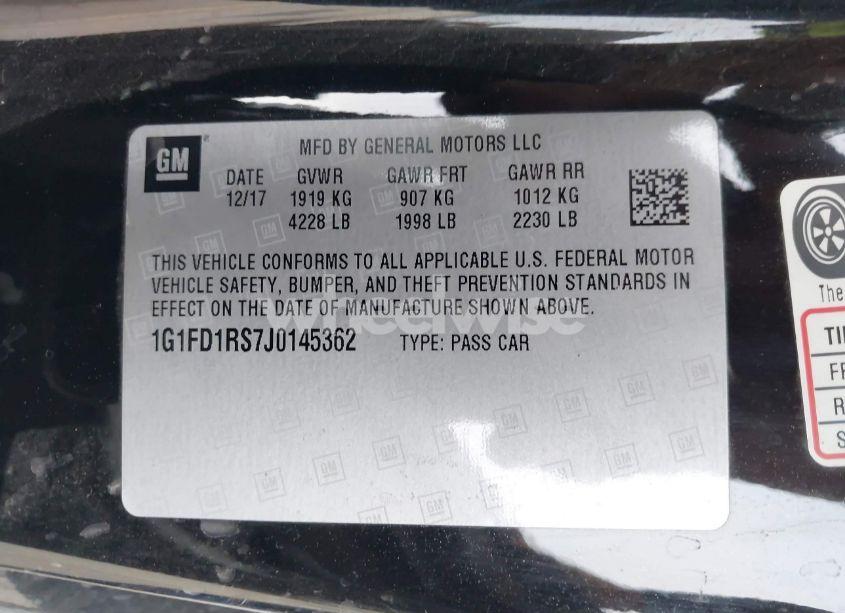 GM
MFD BY GENERAL MOTORS LLC
DATE GVWR GAWR FRT GAWR RR
12/17 1919 KG 907 KG 1012 KG
4228 LB 1998 LB 2230 LB
THIS VEHICLE CONFORMS TO ALL APPLICABLE U.S. FEDERAL MOTOR
VEHICLE SAFETY, BUMPER, AND THEFT PREVENTION STANDARDS IN
EFFECT ON THE DATE OF MANUFACTURE SHOWN ABOVE.
wheelwise
1G1FD1RS7J0145362 TYPE: PASS CAR
The